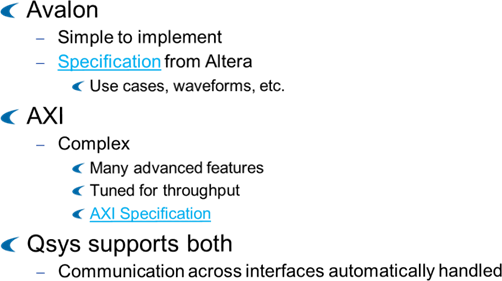 Avalon
– Simple to implement
– Specification from Altera
Use cases, waveforms, etc.
AXI
– Complex
Many advanced features
Tuned for throughput
AXI Specification
Qsys supports both
– Communication across interfaces automatically handled